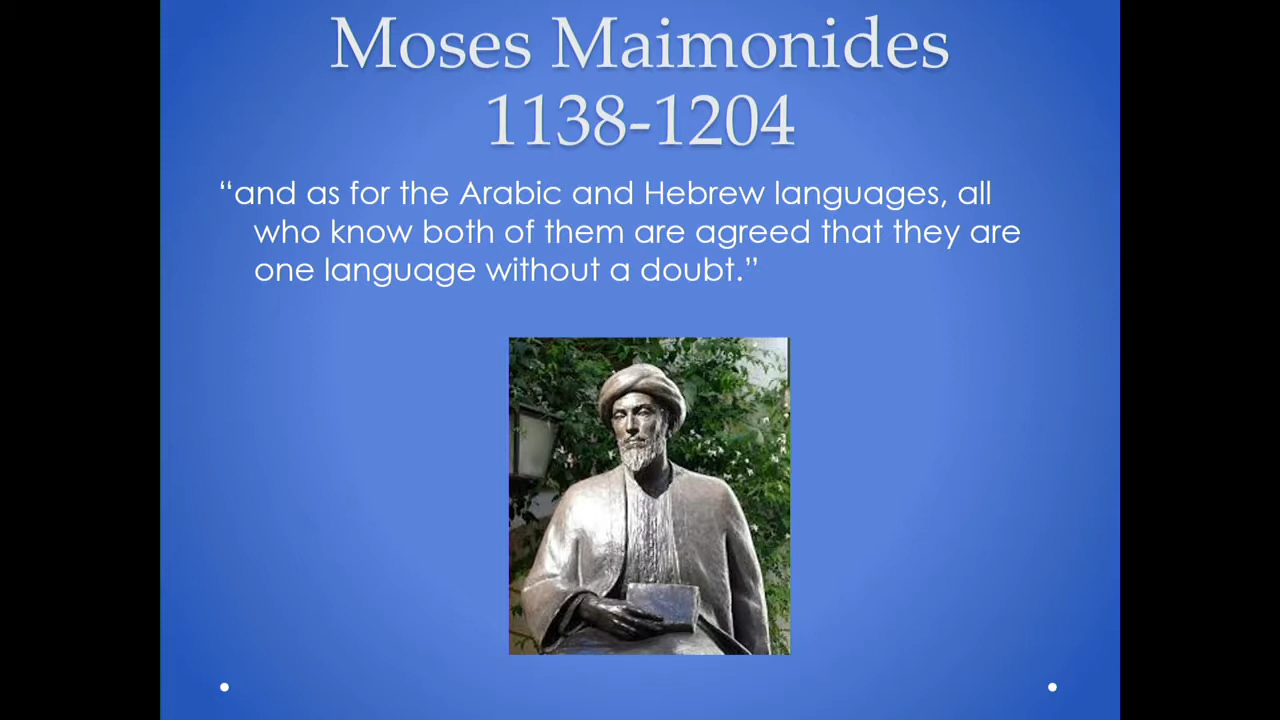 Moses Maimonides
1138-1204
“and as for the Arabic and Hebrew languages, all
who know both of them are agreed that they are
one language without a doubt.”